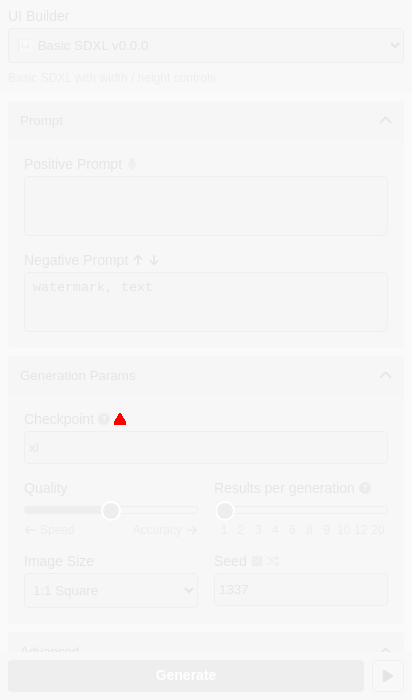 UI Builder
Basic SDXL v0.0.0
Basic SDXL with width / height controls
Prompt
Positive Prompt
Negative Prompt
watermark, text
Generation Params
Checkpoint
xl
Quality
Results per generation
Speed Accuracy
1 2 3 4 6 8 9 10 12 20
Image Size
Seed
1:1 Square
1337
Advanced
Generate